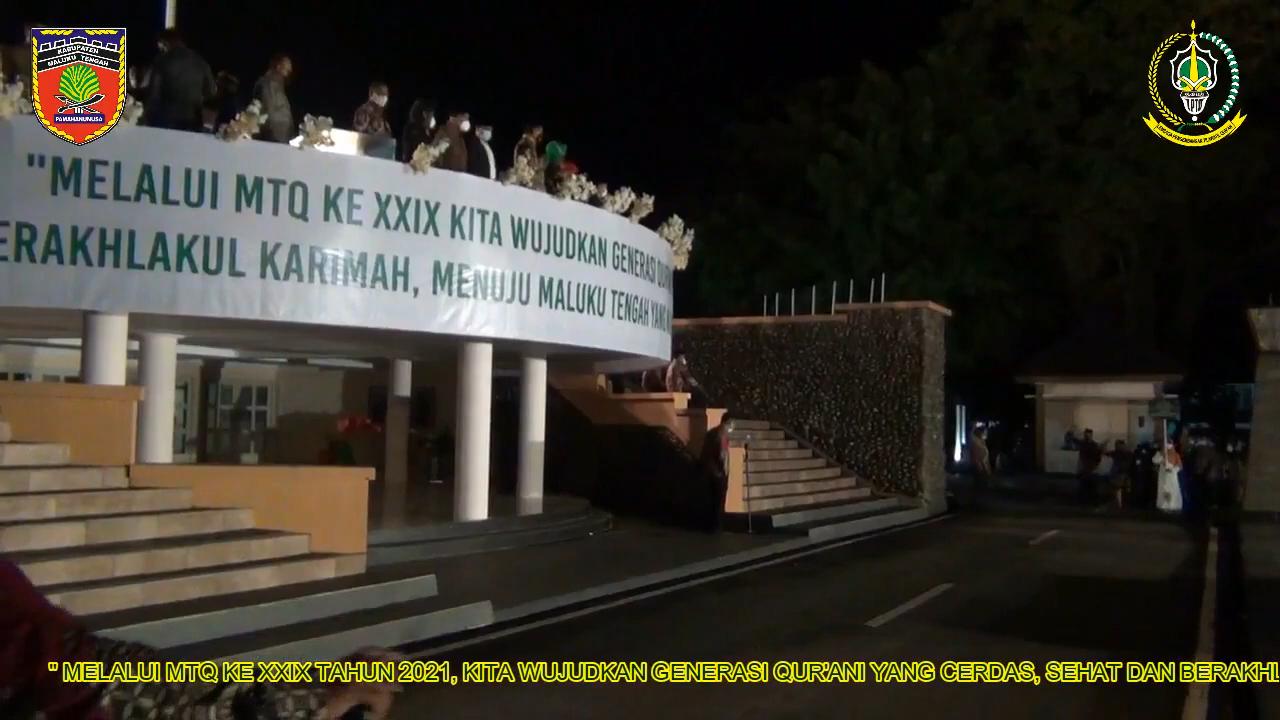 KABUPATEN
MALUKU TENGAH
PAMAHANUNUSA
"MELALUI MTQ KE XXIX KITA WUJUDKAN GENERASI
ERAKHLAKUL KARIMAH, MENUJU MALUKU TENGAH YANG
" MELALUI MTQ KE XXIX TAHUN 2021, KITA WUJUDKAN GENERASI QUR'ANI YANG CERDAS, SEHAT DAN BERAKHL